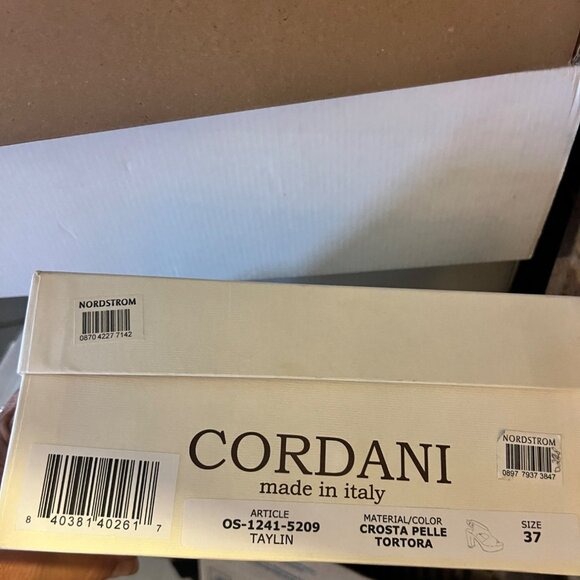 NORDSTROM
0870 4227 7142
CORDANI
made in italy
NORDSTROM
0897 7937 3847
8 40381 40261 7
ARTICLE
OS-1241-5209
TAYLIN
MATERIAL/COLOR
CROSTA PELLE
TORTORA
SIZE
37